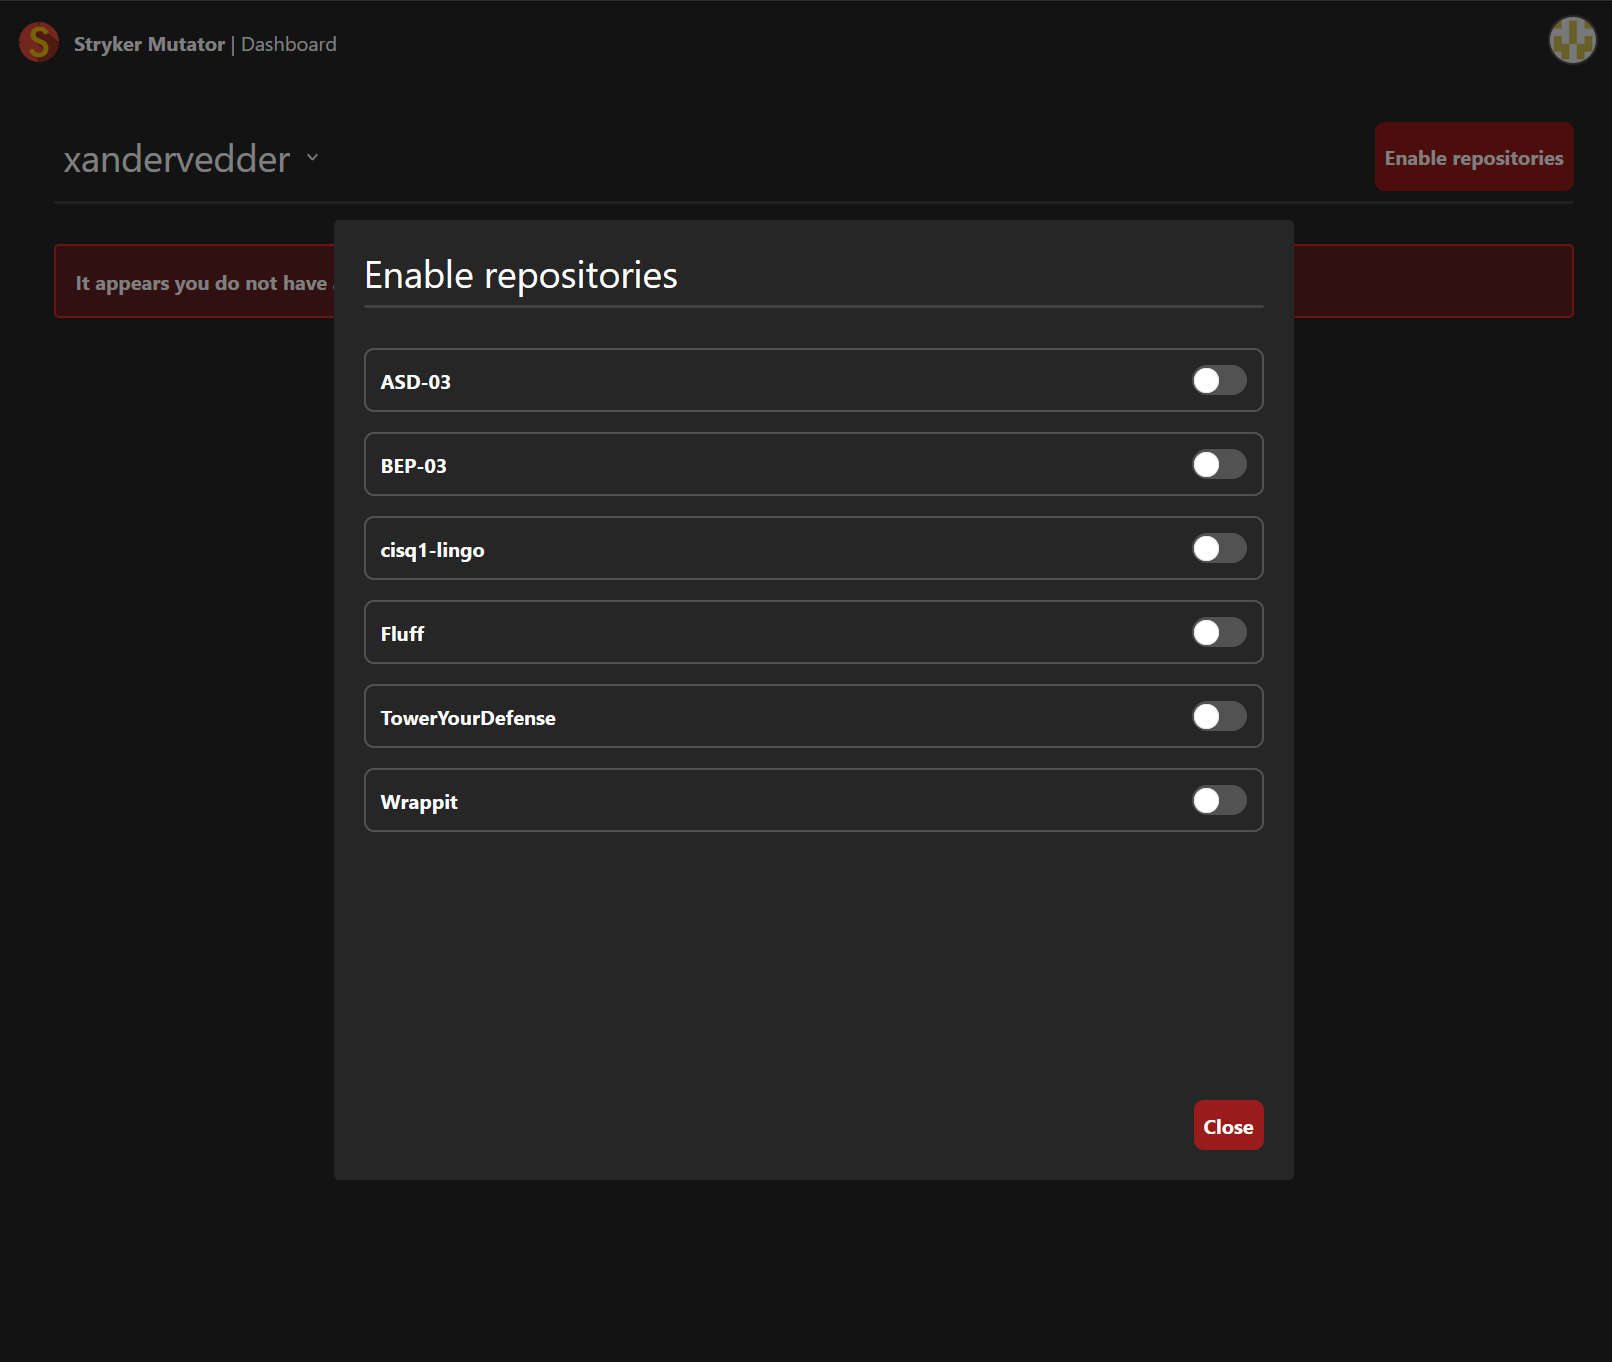 Stryker Mutator | Dashboard
xandervedder
Enable repositories
It appears you do not have
Enable repositories
ASD-03
BEP-03
cisq1-lingo
Fluff
TowerYourDefense
Wrappit
Close